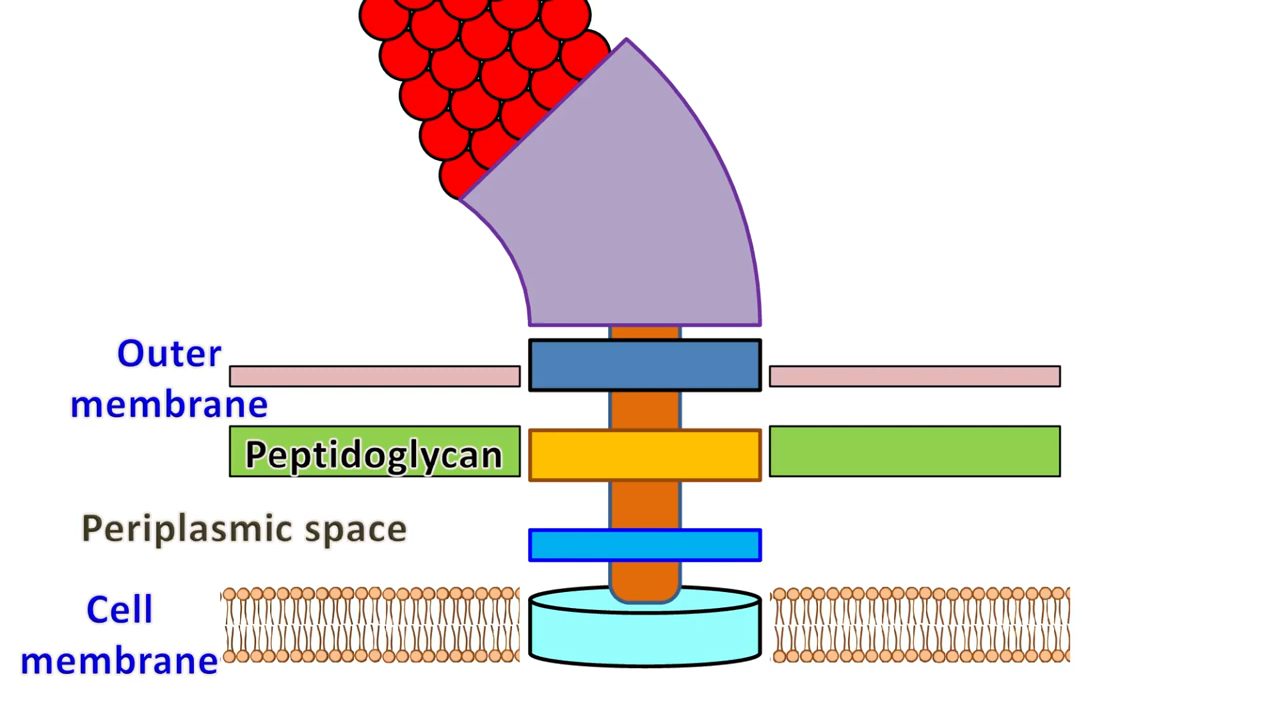 Outer
membrane
Peptidoglycan
Periplasmic space
Cell
membrane